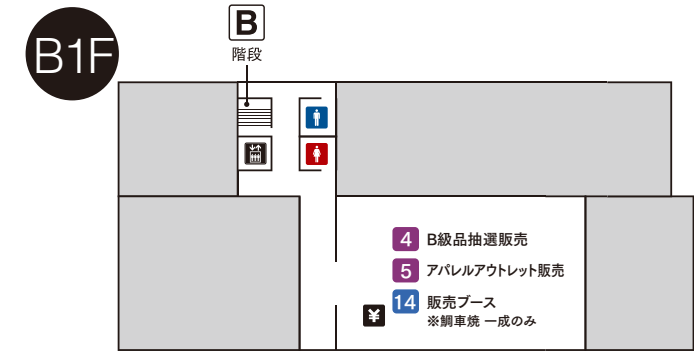 B1F
B
階段
4 B級品抽選販売
5 アパレルアウトレット販売
14 販売ブース
※鯛車焼 一成のみ
¥